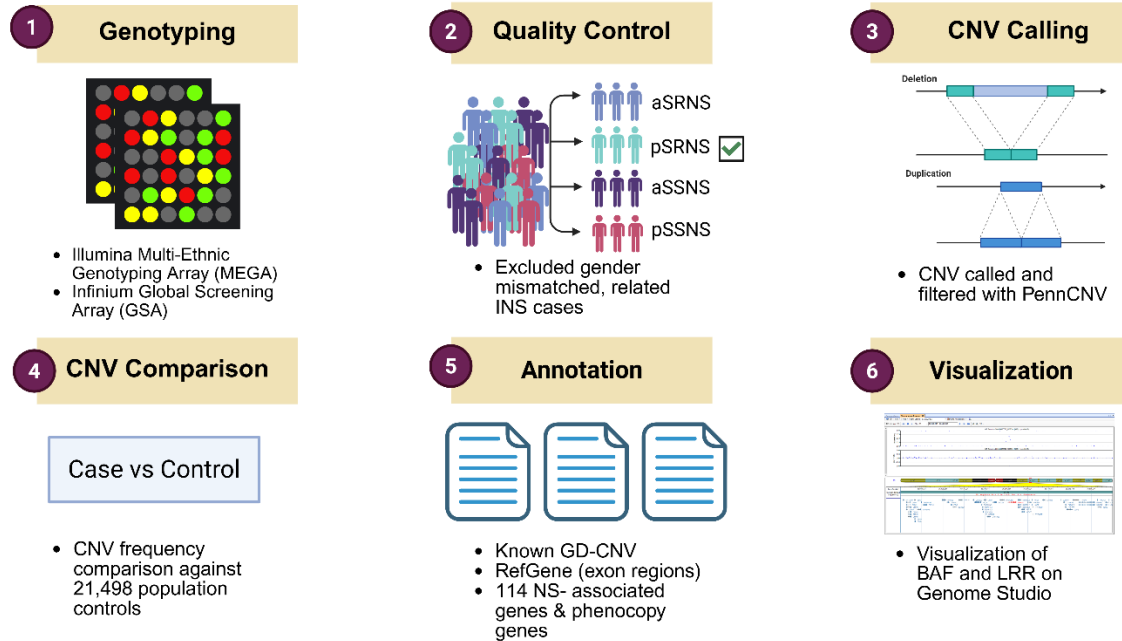 1
Genotyping
• Illumina Multi-Ethnic
Genotyping Array (MEGA)
• Infinium Global Screening
Array (GSA)
2
Quality Control
aSRNS
pSRNS
aSSNS
pSSNS
• Excluded gender
mismatched, related
INS cases
3
CNV Calling
Deletion
Duplication
• CNV called and
filtered with PennCNV
4
CNV Comparison
Case vs Control
• CNV frequency
comparison against
21,498 population
controls
5
Annotation
• Known GD-CNV
• RefGene (exon regions)
• 114 NS- associated
genes & phenocopy
genes
6
Visualization
• Visualization of
BAF and LRR on
Genome Studio